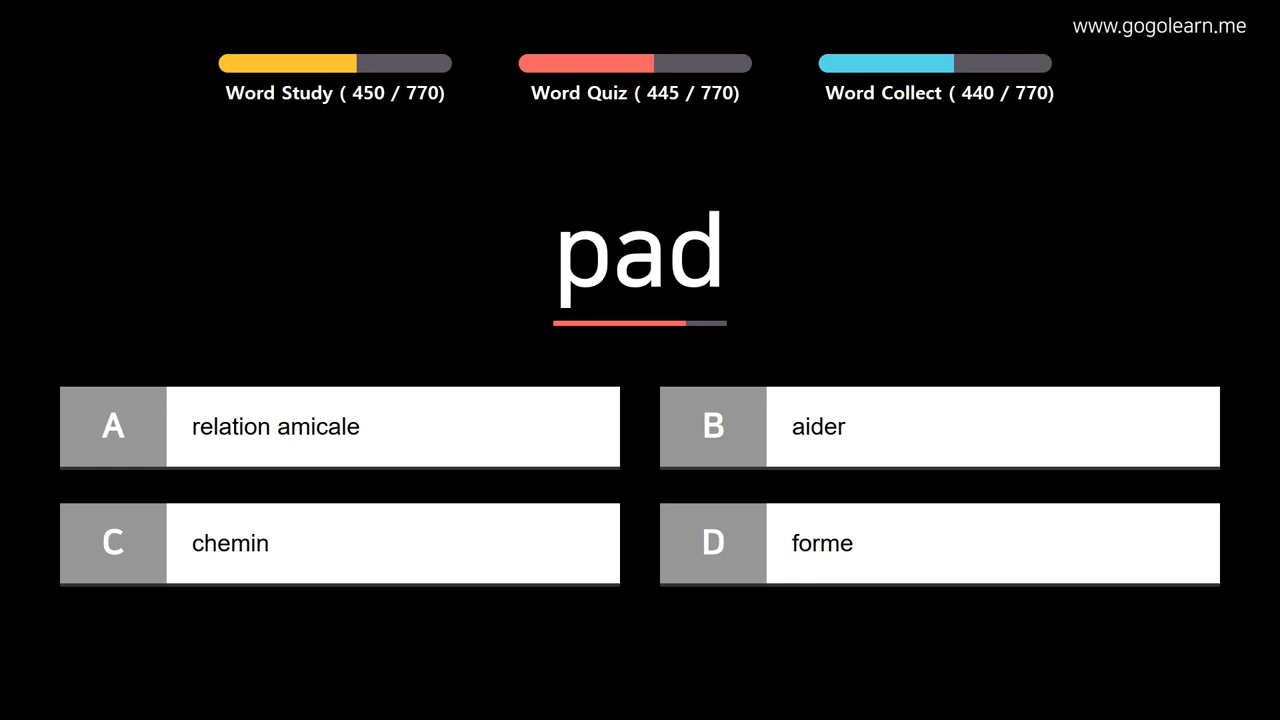 www.gogolearn.me
Word Study ( 450 / 770)
Word Quiz ( 445 / 770)
Word Collect ( 440 / 770)
pad
A relation amicale
B aider
C chemin
D forme